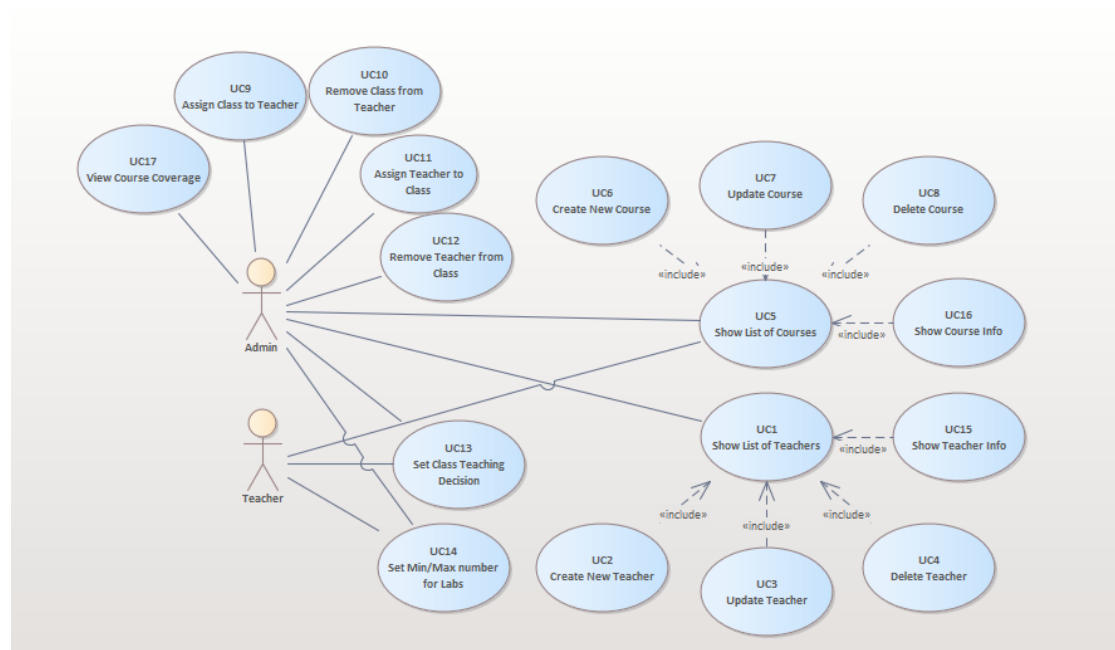 UC10
Remove Class from
Teacher
UC9
Assign Class to Teacher
UC17
View Course Coverage
UC11
Assign Teacher to
Class
UC12
Remove Teacher from
Class
UC6
Create New Course
UC7
Update Course
UC8
Delete Course
«include»
«include»
«include»
UC5
Show List of Courses
«include»
UC16
Show Course Info
Admin
Teacher
UC13
Set Class Teaching
Decision
UC14
Set Min/Max number
for Labs
UC1
Show List of Teachers
«include»
UC15
Show Teacher Info
«include»
«include»
«include»
UC2
Create New Teacher
UC3
Update Teacher
UC4
Delete Teacher